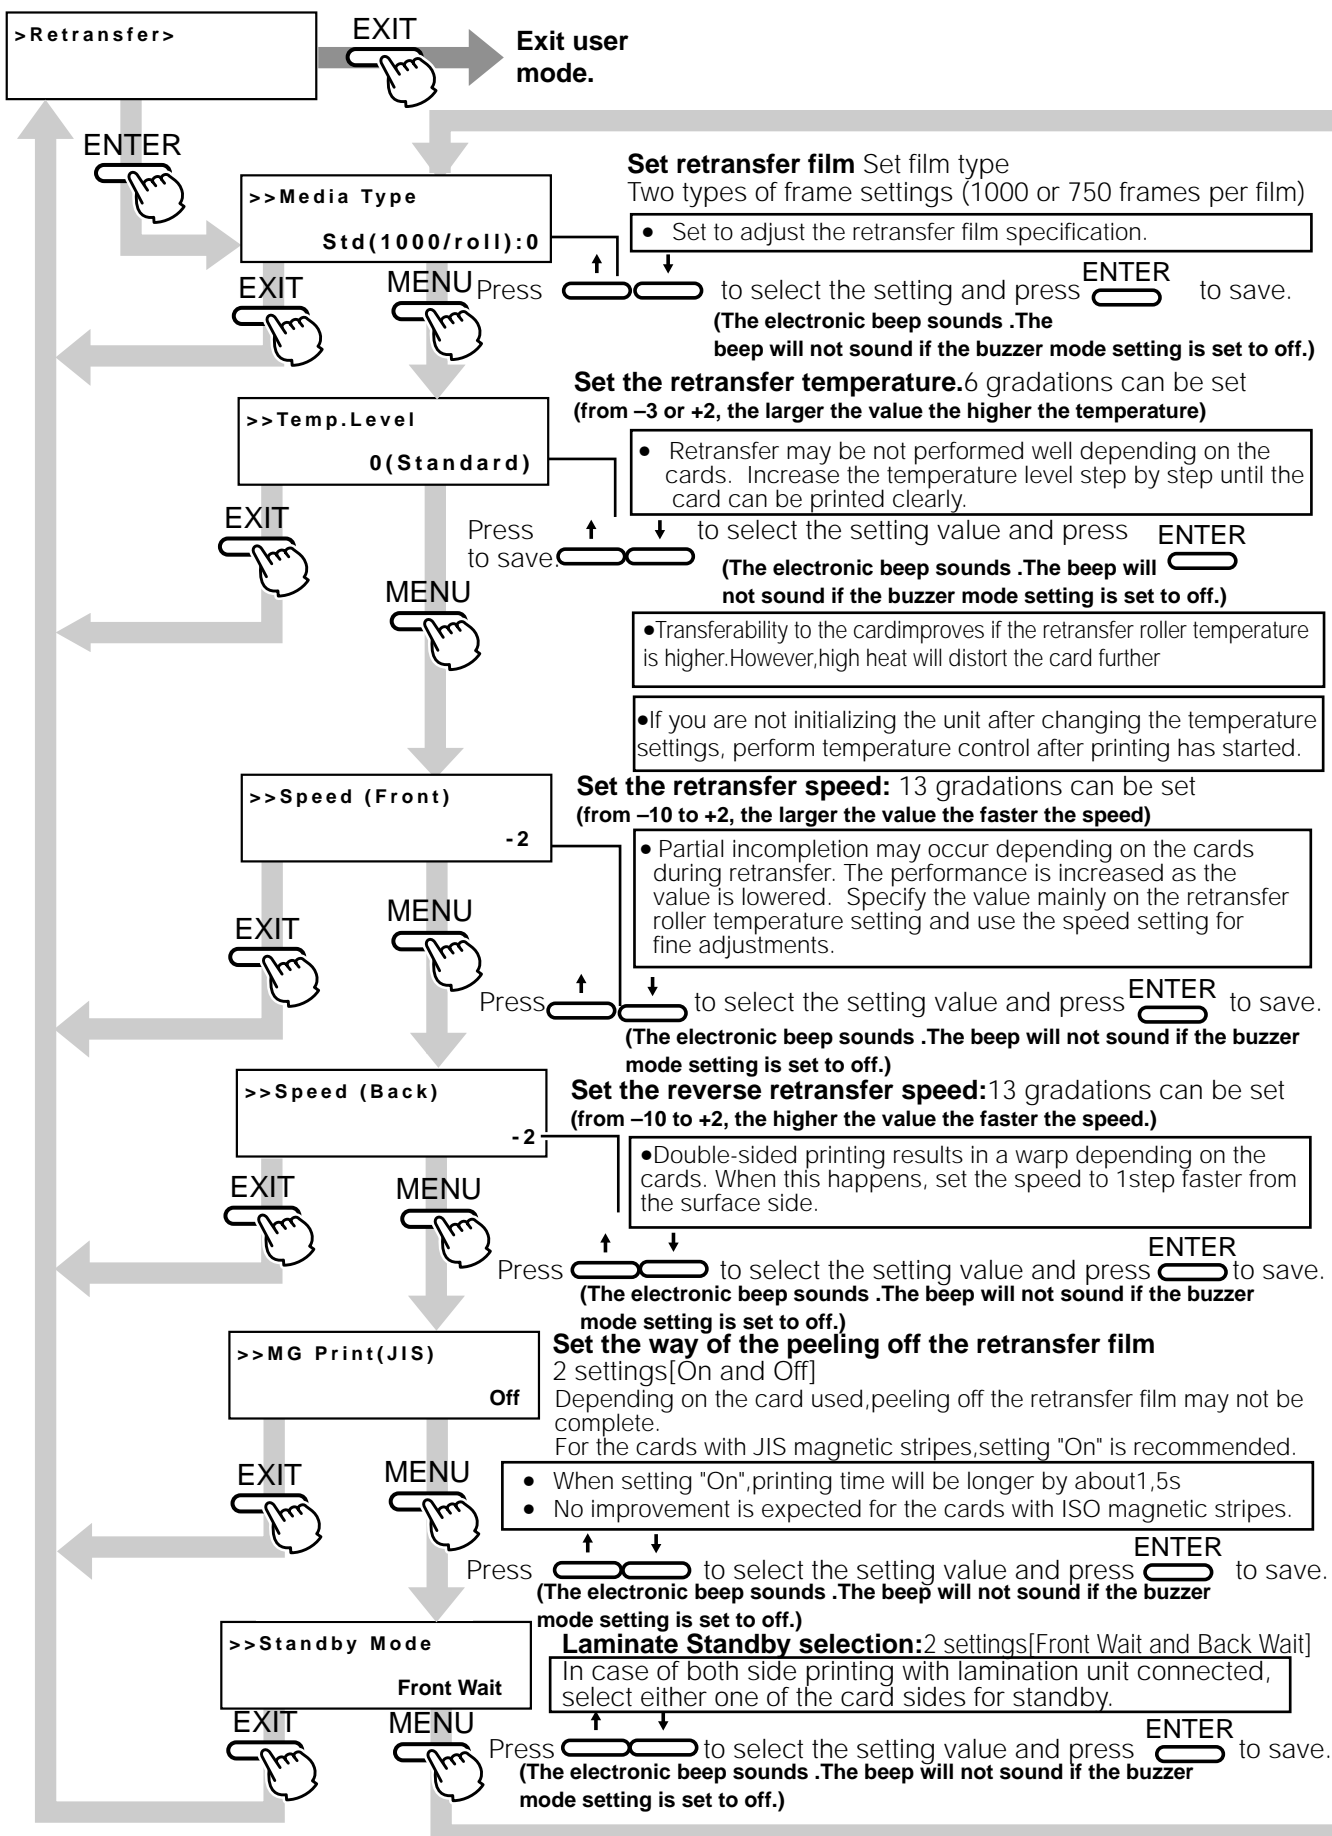 >Retransfer>
EXIT
Exit user
mode.
ENTER
>>Media Type
Std(1000/roll):0
Set retransfer film Set film type
Two types of frame settings (1000 or 750 frames per film)
● Set to adjust the retransfer film specification.
EXIT
MENU
Press to select the setting and press ENTER to save.
(The electronic beep sounds .The
beep will not sound if the buzzer mode setting is set to off.)
Set the retransfer temperature.6 gradations can be set
(from –3 or +2, the larger the value the higher the temperature)
>>Temp.Level
0(Standard)
● Retransfer may be not performed well depending on the
cards. Increase the temperature level step by step until the
card can be printed clearly.
EXIT
MENU
Press to select the setting value and press ENTER
to save.
(The electronic beep sounds .The beep will
not sound if the buzzer mode setting is set to off.)
●Transferability to the cardimproves if the retransfer roller temperature
is higher.However,high heat will distort the card further
●If you are not initializing the unit after changing the temperature
settings, perform temperature control after printing has started.
Set the retransfer speed: 13 gradations can be set
(from –10 to +2, the larger the value the faster the speed)
>>Speed (Front)
-2
● Partial incompletion may occur depending on the cards
during retransfer. The performance is increased as the
value is lowered. Specify the value mainly on the retransfer
roller temperature setting and use the speed setting for
fine adjustments.
EXIT
MENU
Press to select the setting value and press ENTER to save.
(The electronic beep sounds .The beep will not sound if the buzzer
mode setting is set to off.)
Set the reverse retransfer speed:13 gradations can be set
(from –10 to +2, the higher the value the faster the speed.)
>>Speed (Back)
-2
●Double-sided printing results in a warp depending on the
cards. When this happens, set the speed to 1step faster from
the surface side.
EXIT
MENU
Press to select the setting value and press ENTER to save.
(The electronic beep sounds .The beep will not sound if the buzzer
mode setting is set to off.)
Set the way of the peeling off the retransfer film
>>MG Print(JIS)
Off
2 settings[On and Off]
Depending on the card used,peeling off the retransfer film may not be
complete.
For the cards with JIS magnetic stripes,setting "On" is recommended.
● When setting "On",printing time will be longer by about1,5s
● No improvement is expected for the cards with ISO magnetic stripes.
EXIT
MENU
Press to select the setting value and press ENTER to save.
(The electronic beep sounds .The beep will not sound if the buzzer
mode setting is set to off.)
>>Standby Mode
Front Wait
Laminate Standby selection:2 settings[Front Wait and Back Wait]
In case of both side printing with lamination unit connected,
select either one of the card sides for standby.
EXIT
MENU
Press to select the setting value and press ENTER to save.
(The electronic beep sounds .The beep will not sound if the buzzer
mode setting is set to off.)